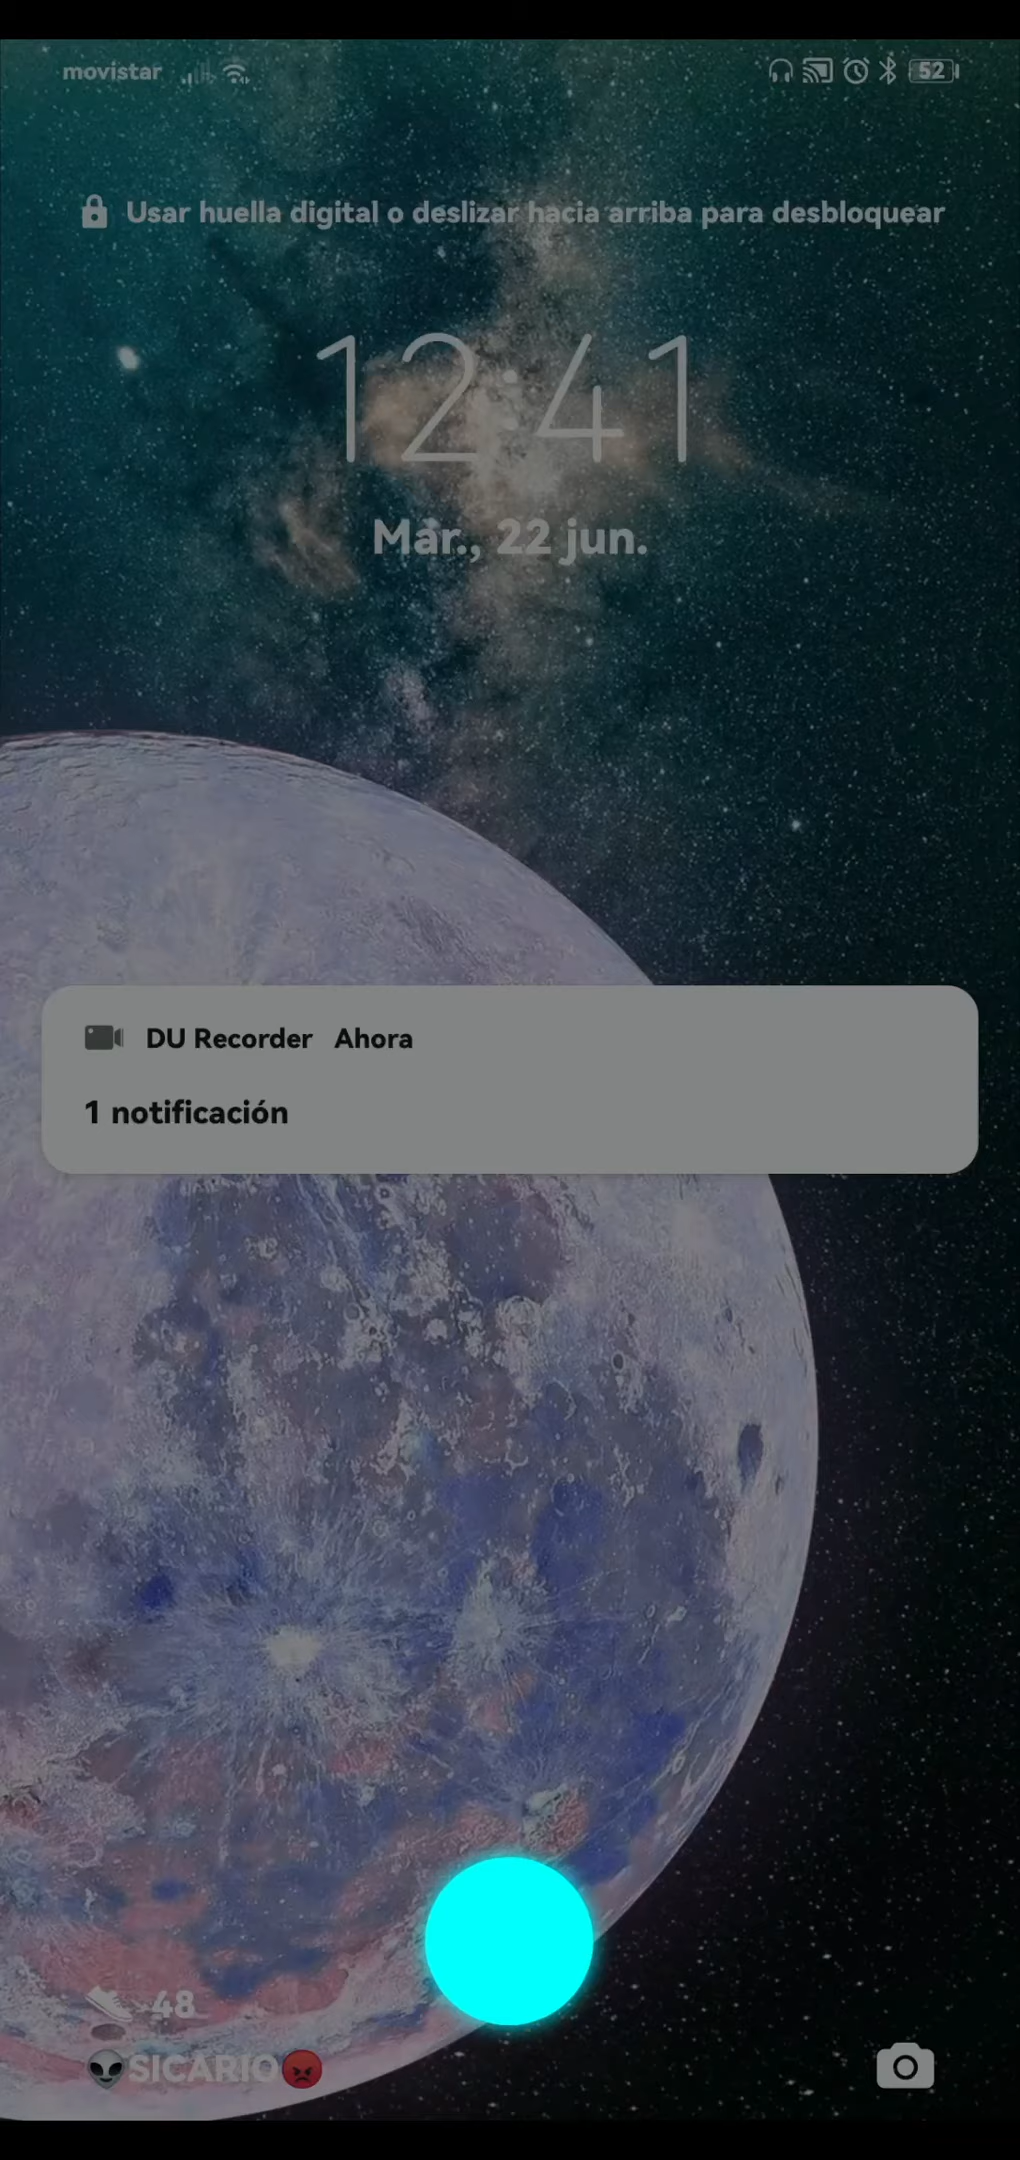 movistar 52
Usar huella digital o deslizar hacia arriba para desbloquear
12:41
Mar., 22 jun.
DU Recorder Ahora
1 notificación
48
👽SICARIO😡